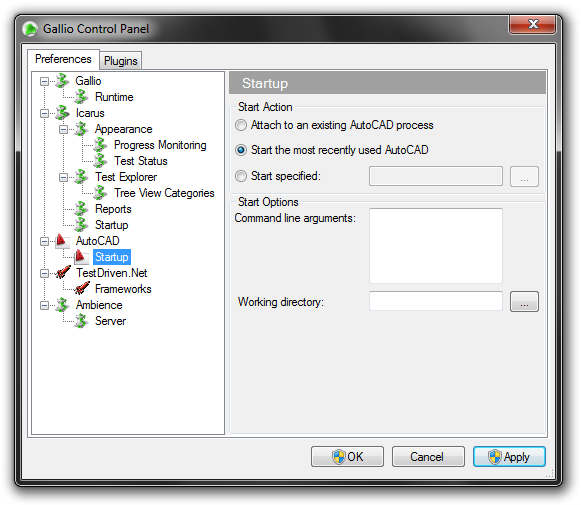 Gallio Control Panel
Preferences
Plugins
Gallio
Runtime
Icarus
Appearance
Progress Monitoring
Test Status
Test Explorer
Tree View Categories
Reports
Startup
AutoCAD
Startup
TestDriven.Net
Frameworks
Ambience
Server
Startup
Start Action
Attach to an existing AutoCAD process
Start the most recently used AutoCAD
Start specified:
...
Start Options
Command line arguments:
Working directory:
...
OK
Cancel
Apply